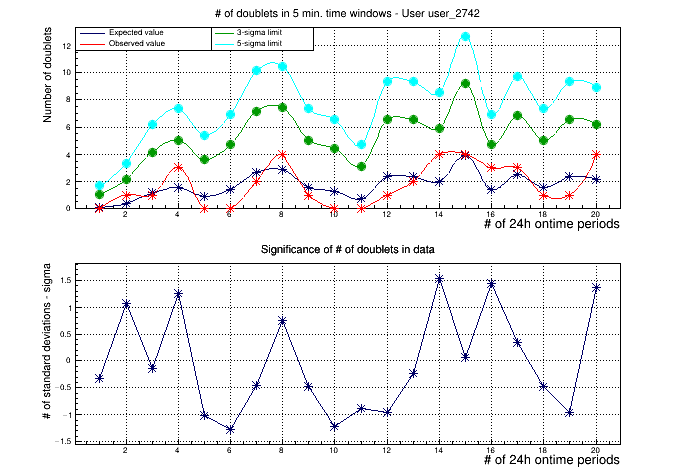 # of doublets in 5 min. time windows - User user_2742
Number of doublets
Expected value
Observed value
3-sigma limit
5-sigma limit
12
10
8
6
4
2
0
2 4 6 8 10 12 14 16 18 20
# of 24h ontime periods
Significance of # of doublets in data
# of standard deviations - sigma
1.5
1
0.5
0
−0.5
−1
−1.5
2 4 6 8 10 12 14 16 18 20
# of 24h ontime periods